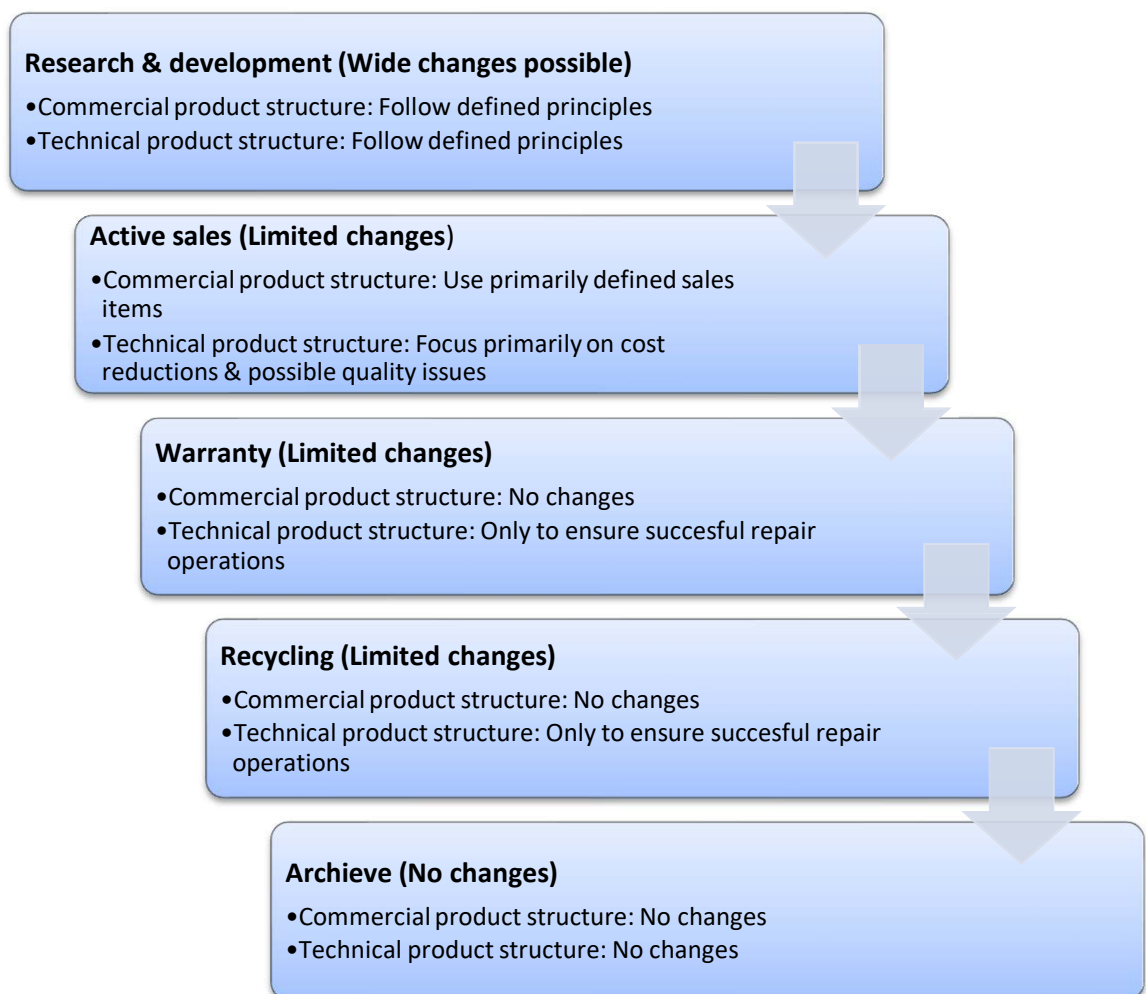 Research & development (Wide changes possible)
•Commercial product structure: Follow defined principles
•Technical product structure: Follow defined principles
Active sales (Limited changes)
•Commercial product structure: Use primarily defined sales
items
•Technical product structure: Focus primarily on cost
reductions & possible quality issues
Warranty (Limited changes)
•Commercial product structure: No changes
•Technical product structure: Only to ensure succesful repair
operations
Recycling (Limited changes)
•Commercial product structure: No changes
•Technical product structure: Only to ensure succesful repair
operations
Archieve (No changes)
•Commercial product structure: No changes
•Technical product structure: No changes